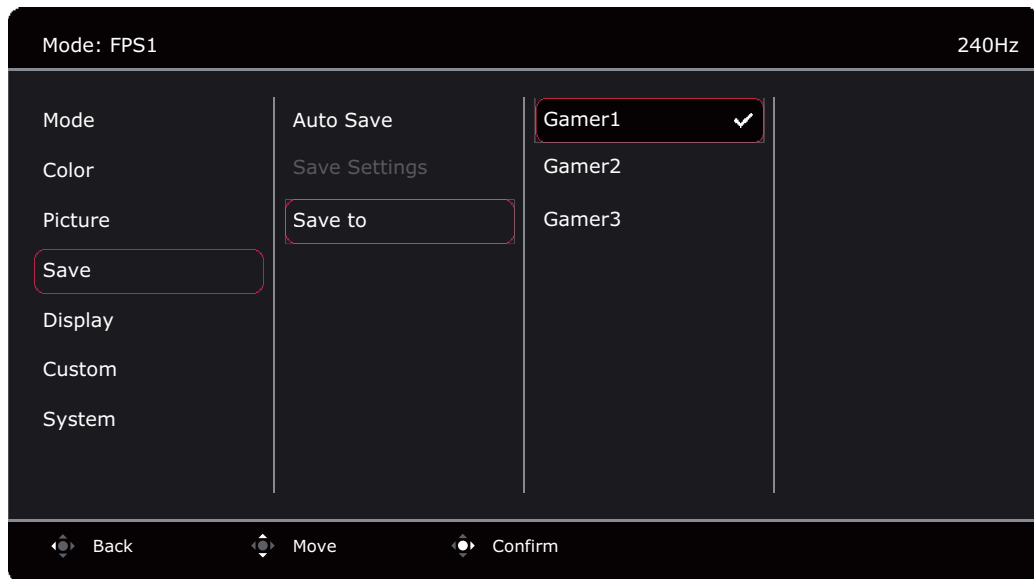 Mode: FPS1 240Hz
Mode
Color
Picture
Save
Display
Custom
System
Auto Save
Save Settings
Save to
Gamer1
Gamer2
Gamer3
Back Move Confirm